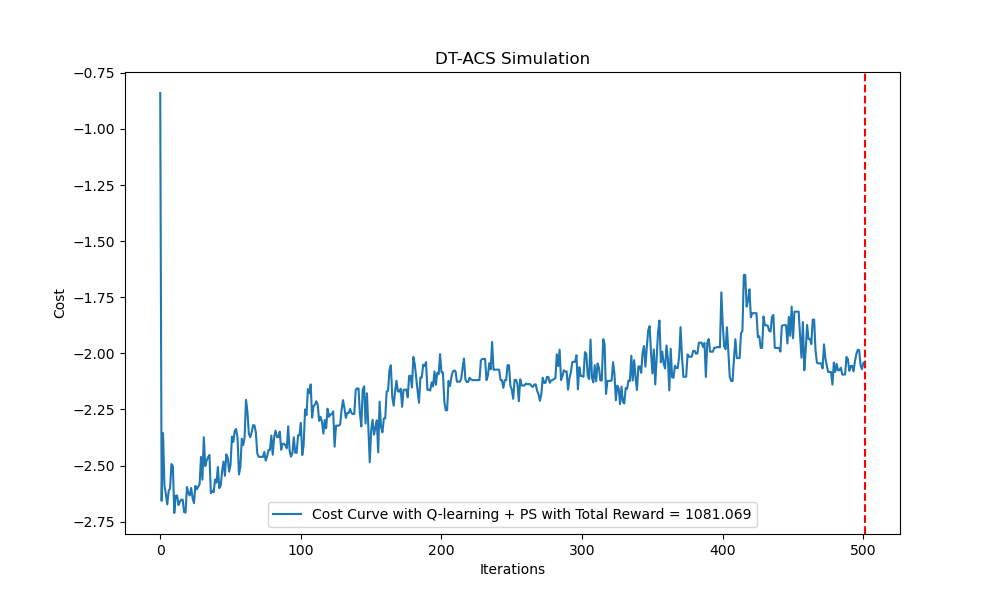 DT-ACS Simulation
−0.75
−1.00
−1.25
−1.50
−1.75
−2.00
−2.25
−2.50
−2.75
Cost
Cost Curve with Q-learning + PS with Total Reward = 1081.069
0 100 200 300 400 500
Iterations